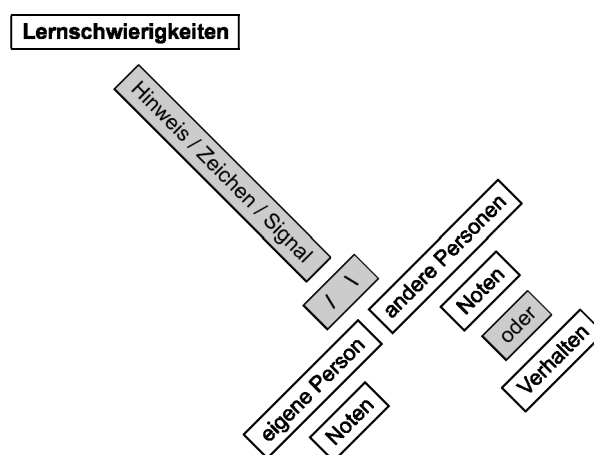 Lernschwierigkeiten
Hinweis / Zeichen / Signal
/ \
andere Personen
Noten
oder
Verhalten
eigene Person
Noten